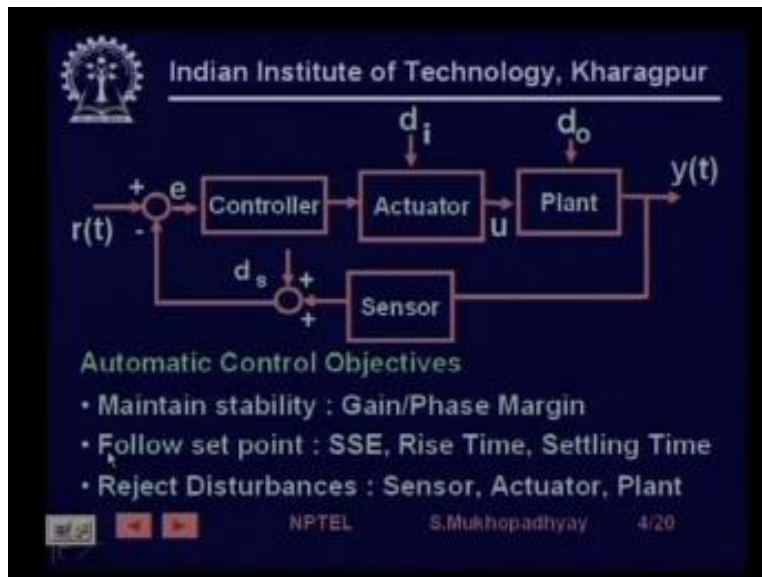 Indian Institute of Technology, Kharagpur
d i
d o
y(t)
+
e
Controller
Actuator
Plant
r(t)
-
u
d s
+
+
Sensor
Automatic Control Objectives
• Maintain stability : Gain/Phase Margin
• Follow set point : SSE, Rise Time, Settling Time
• Reject Disturbances : Sensor, Actuator, Plant
NPTEL S.Mukhopadhyay 4/20